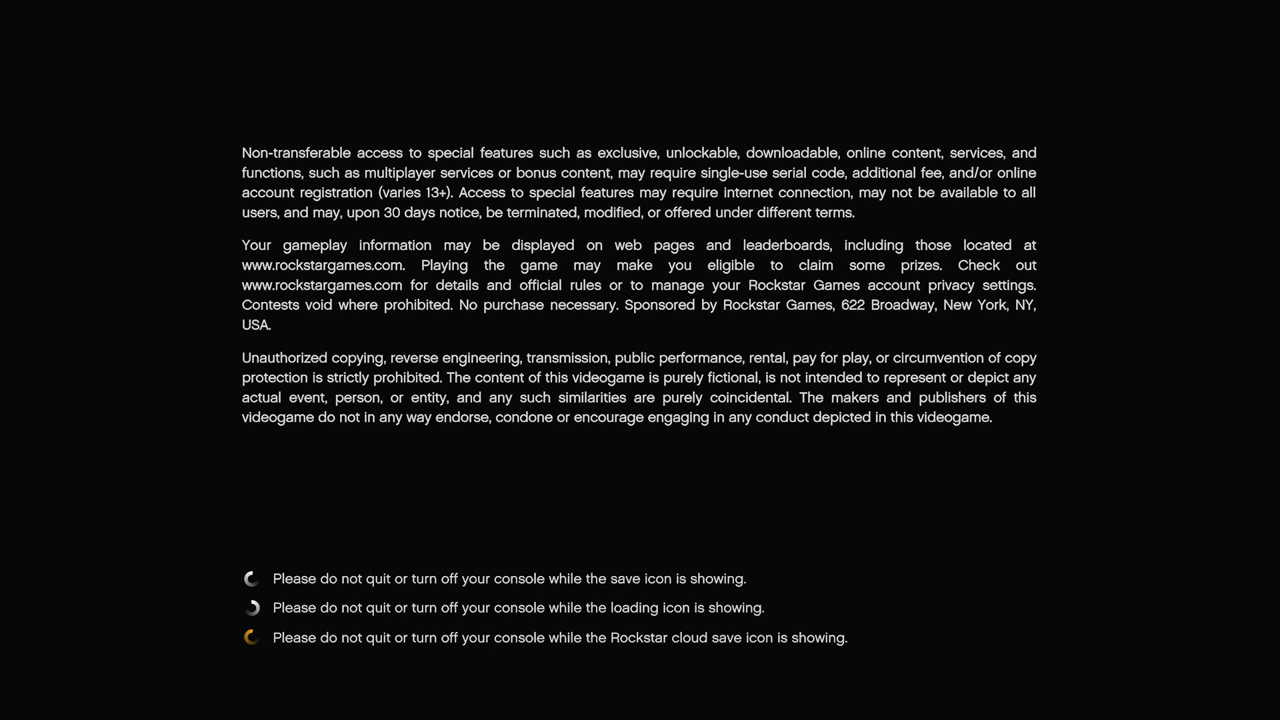 Non-transferable access to special features such as exclusive, unlockable, downloadable, online content, services, and
functions, such as multiplayer services or bonus content, may require single-use serial code, additional fee, and/or online
account registration (varies 13+). Access to special features may require internet connection, may not be available to all
users, and may, upon 30 days notice, be terminated, modified, or offered under different terms.
Your gameplay information may be displayed on web pages and leaderboards, including those located at
www.rockstargames.com. Playing the game may make you eligible to claim some prizes. Check out
www.rockstargames.com for details and official rules or to manage your Rockstar Games account privacy settings.
Contests void where prohibited. No purchase necessary. Sponsored by Rockstar Games, 622 Broadway, New York, NY,
USA.
Unauthorized copying, reverse engineering, transmission, public performance, rental, pay for play, or circumvention of copy
protection is strictly prohibited. The content of this videogame is purely fictional, is not intended to represent or depict any
actual event, person, or entity, and any such similarities are purely coincidental. The makers and publishers of this
videogame do not in any way endorse, condone or encourage engaging in any conduct depicted in this videogame.
Please do not quit or turn off your console while the save icon is showing.
Please do not quit or turn off your console while the loading icon is showing.
Please do not quit or turn off your console while the Rockstar cloud save icon is showing.